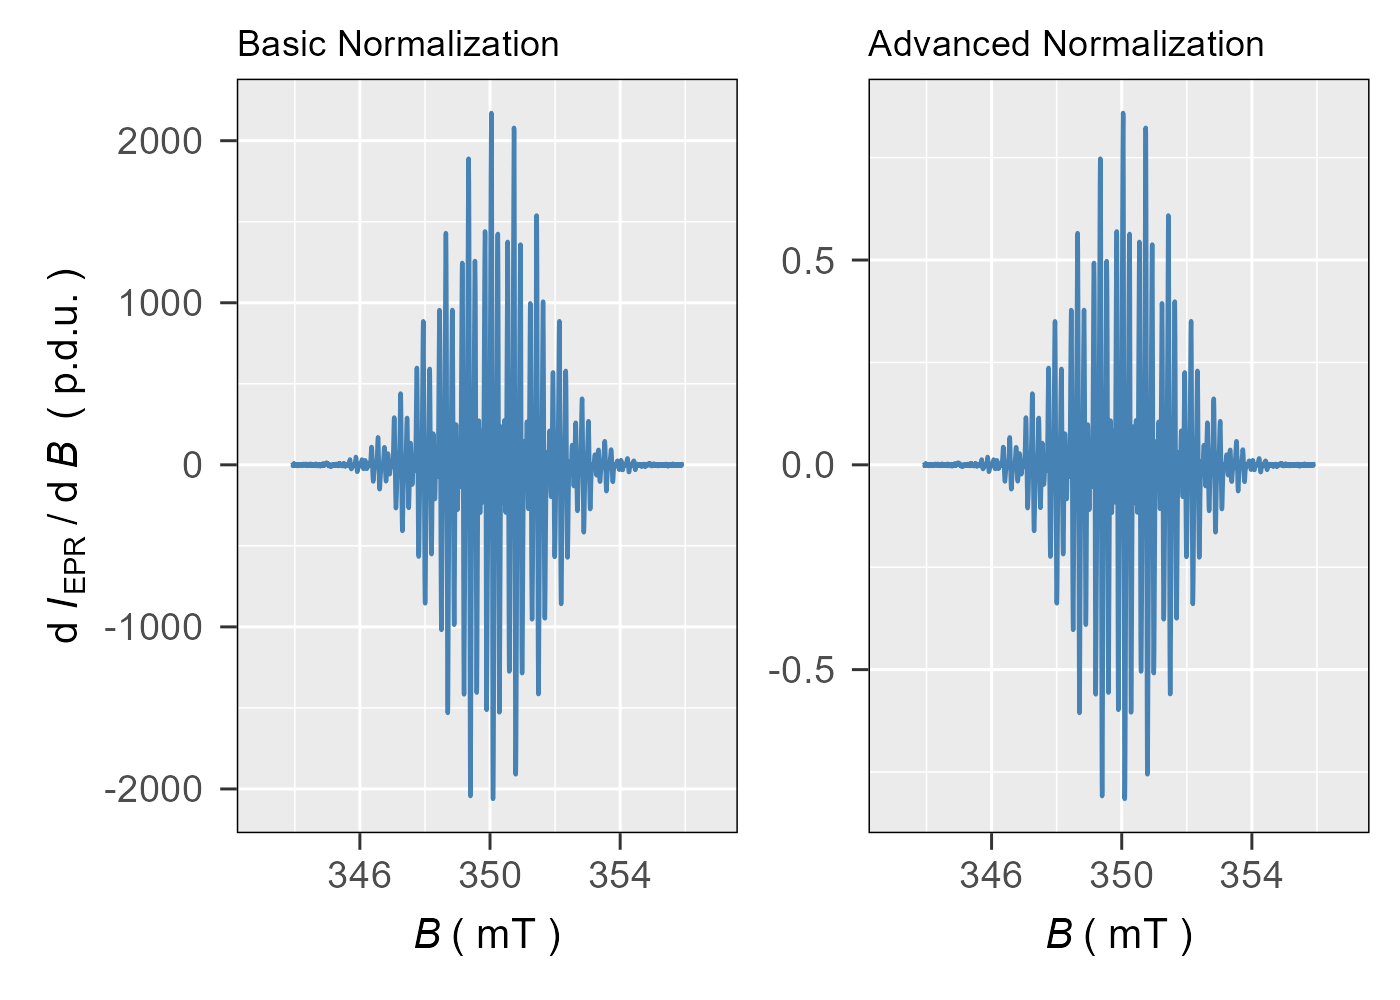 Basic Normalization
Advanced Normalization
d IEPR / d B ( p.d.u. )
2000
1000
0
-1000
-2000
0.5
0.0
-0.5
346 350 354
346 350 354
B ( mT )
B ( mT )